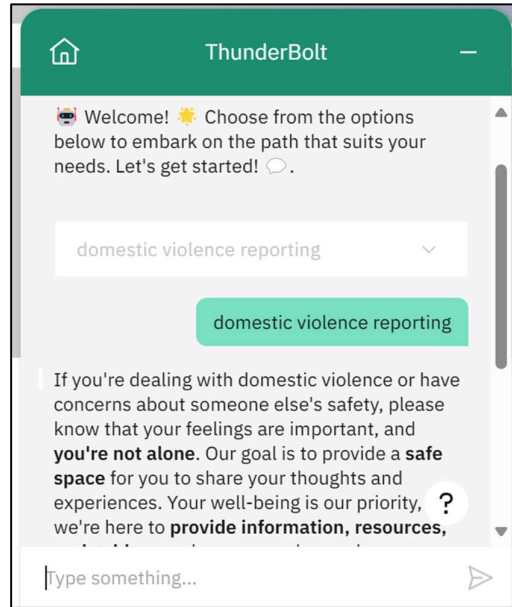 ThunderBolt
🤖 Welcome! 🌟 Choose from the options
below to embark on the path that suits your
needs. Let's get started! 💬.
domestic violence reporting
domestic violence reporting
If you're dealing with domestic violence or have
concerns about someone else's safety, please
know that your feelings are important, and
you're not alone. Our goal is to provide a safe
space for you to share your thoughts and
experiences. Your well-being is our priority,
we're here to provide information, resources,
?
Type something...